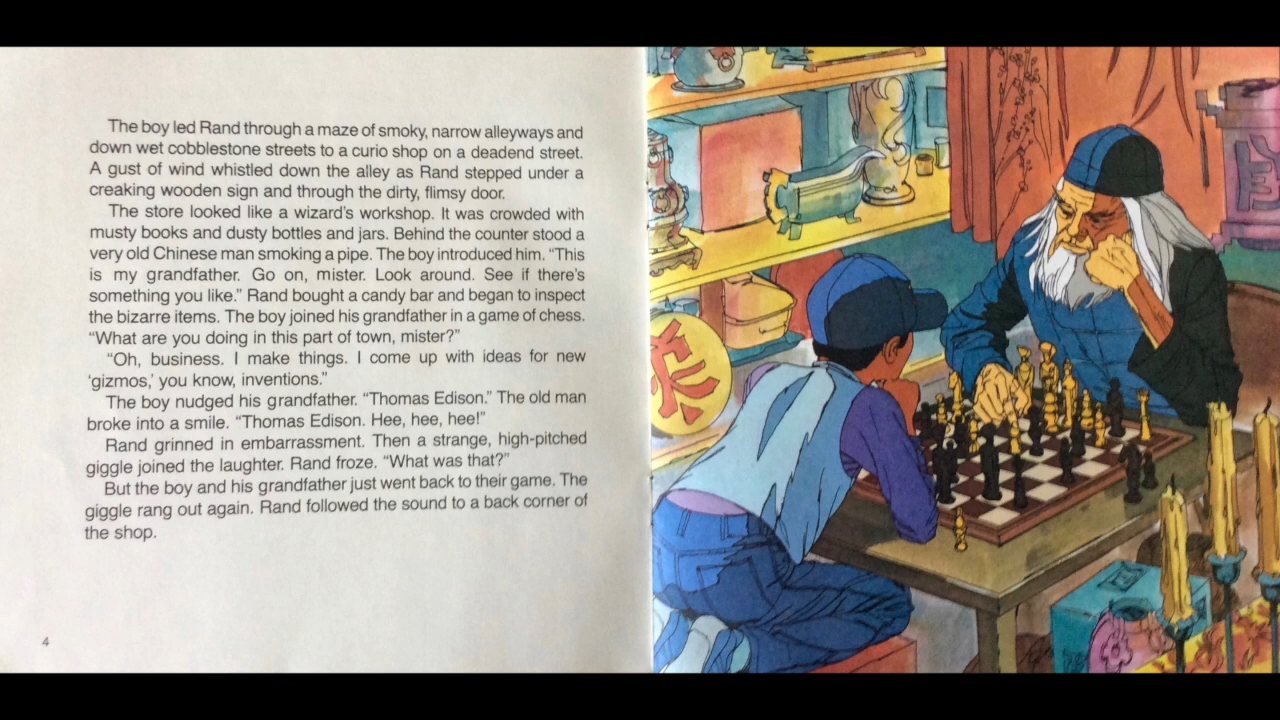 The boy led Rand through a maze of smoky, narrow alleyways and
down wet cobblestone streets to a curio shop on a deadend street.
A gust of wind whistled down the alley as Rand stepped under a
creaking wooden sign and through the dirty, flimsy door.
The store looked like a wizard's workshop. It was crowded with
musty books and dusty bottles and jars. Behind the counter stood a
very old Chinese man smoking a pipe. The boy introduced him. “This
is my grandfather. Go on, mister. Look around. See if there's
something you like.” Rand bought a candy bar and began to inspect
the bizarre items. The boy joined his grandfather in a game of chess.
“What are you doing in this part of town, mister?”
“Oh, business. I make things. I come up with ideas for new
‘gizmos,’ you know, inventions.”
The boy nudged his grandfather. “Thomas Edison.” The old man
broke into a smile. “Thomas Edison. Hee, hee, hee!”
Rand grinned in embarrassment. Then a strange, high-pitched
giggle joined the laughter. Rand froze. “What was that?”
But the boy and his grandfather just went back to their game. The
giggle rang out again. Rand followed the sound to a back corner of
the shop.
4